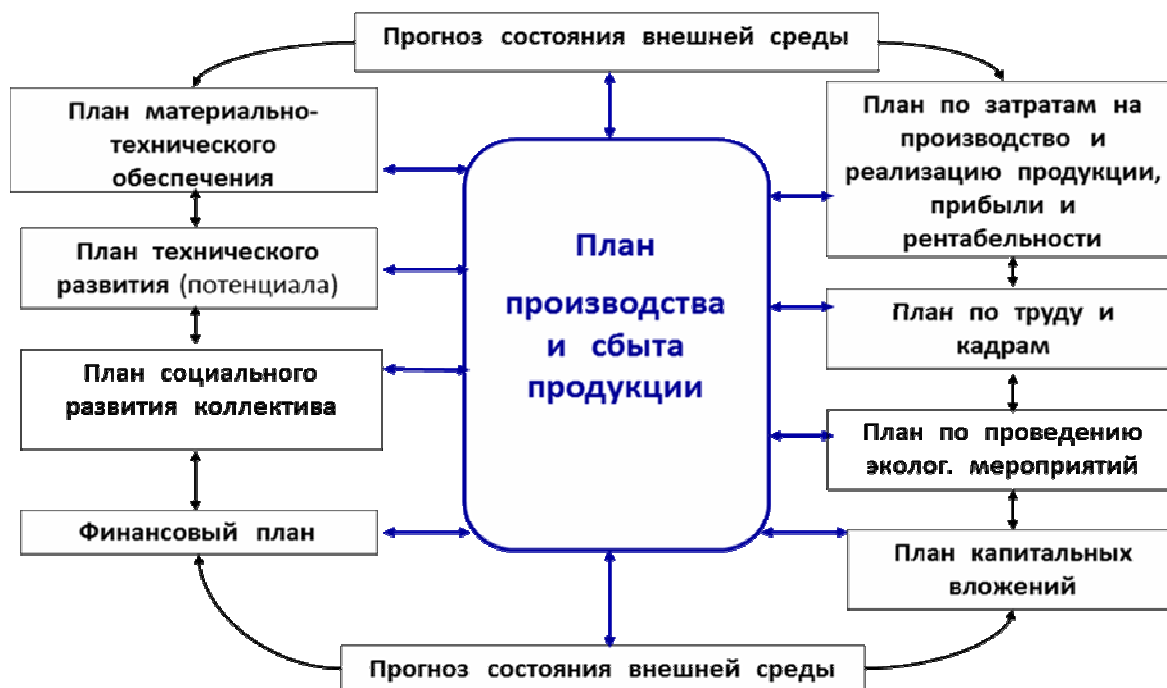 Прогноз состояния внешней среды
План материально-
технического
обеспечения
План технического
развития (потенциала)
План социального
развития коллектива
Финансовый план
План
производства
и сбыта
продукции
План по затратам на
производство и
реализацию продукции,
прибыли и
рентабельности
План по труду и
кадрам
План по проведению
эколог. мероприятий
План капитальных
вложений
Прогноз состояния внешней среды